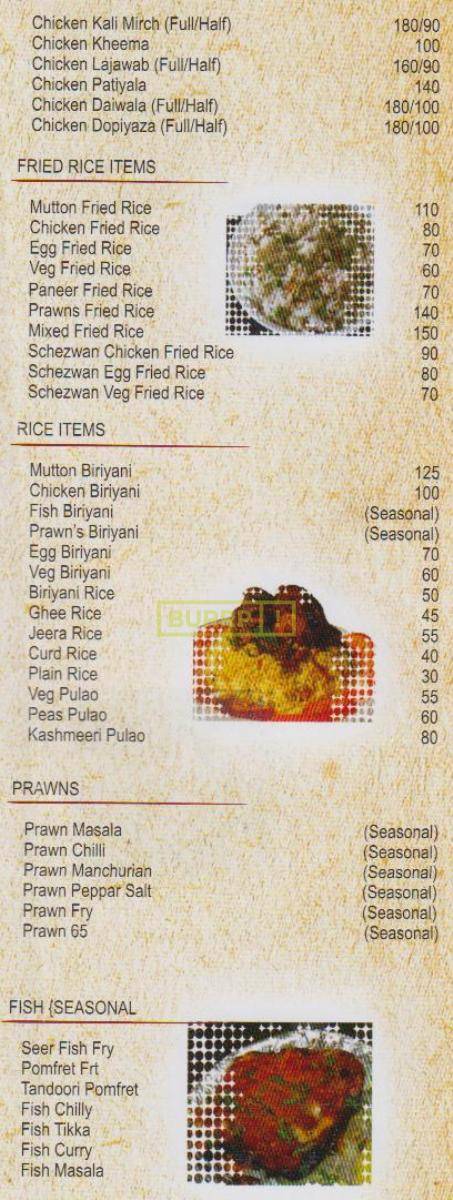 Chicken Kali Mirch (Full/Half) 180/90
Chicken Kheema 100
Chicken Lajawab (Full/Half) 160/90
Chicken Patiyala 140
Chicken Daiwala (Full/Half) 180/100
Chicken Dopiyaza (Full/Half) 180/100
FRIED RICE ITEMS
Mutton Fried Rice 110
Chicken Fried Rice 80
Egg Fried Rice 70
Veg Fried Rice 60
Paneer Fried Rice 70
Prawns Fried Rice 140
Mixed Fried Rice 150
Schezwan Chicken Fried Rice 90
Schezwan Egg Fried Rice 80
Schezwan Veg Fried Rice 70
RICE ITEMS
Mutton Biriyani 125
Chicken Biriyani 100
Fish Biriyani (Seasonal)
Prawn's Biriyani (Seasonal)
Egg Biriyani 70
Veg Biriyani 60
Biriyani Rice 50
Ghee Rice 45
Jeera Rice 55
Curd Rice 40
Plain Rice 30
Veg Pulao 55
Peas Pulao 60
Kashmeeri Pulao 80
PRAWNS
Prawn Masala (Seasonal)
Prawn Chilli (Seasonal)
Prawn Manchurian (Seasonal)
Prawn Peppar Salt (Seasonal)
Prawn Fry (Seasonal)
Prawn 65 (Seasonal)
FISH {SEASONAL
Seer Fish Fry
Pomfret Frt
Tandoori Pomfret
Fish Chilly
Fish Tikka
Fish Curry
Fish Masala